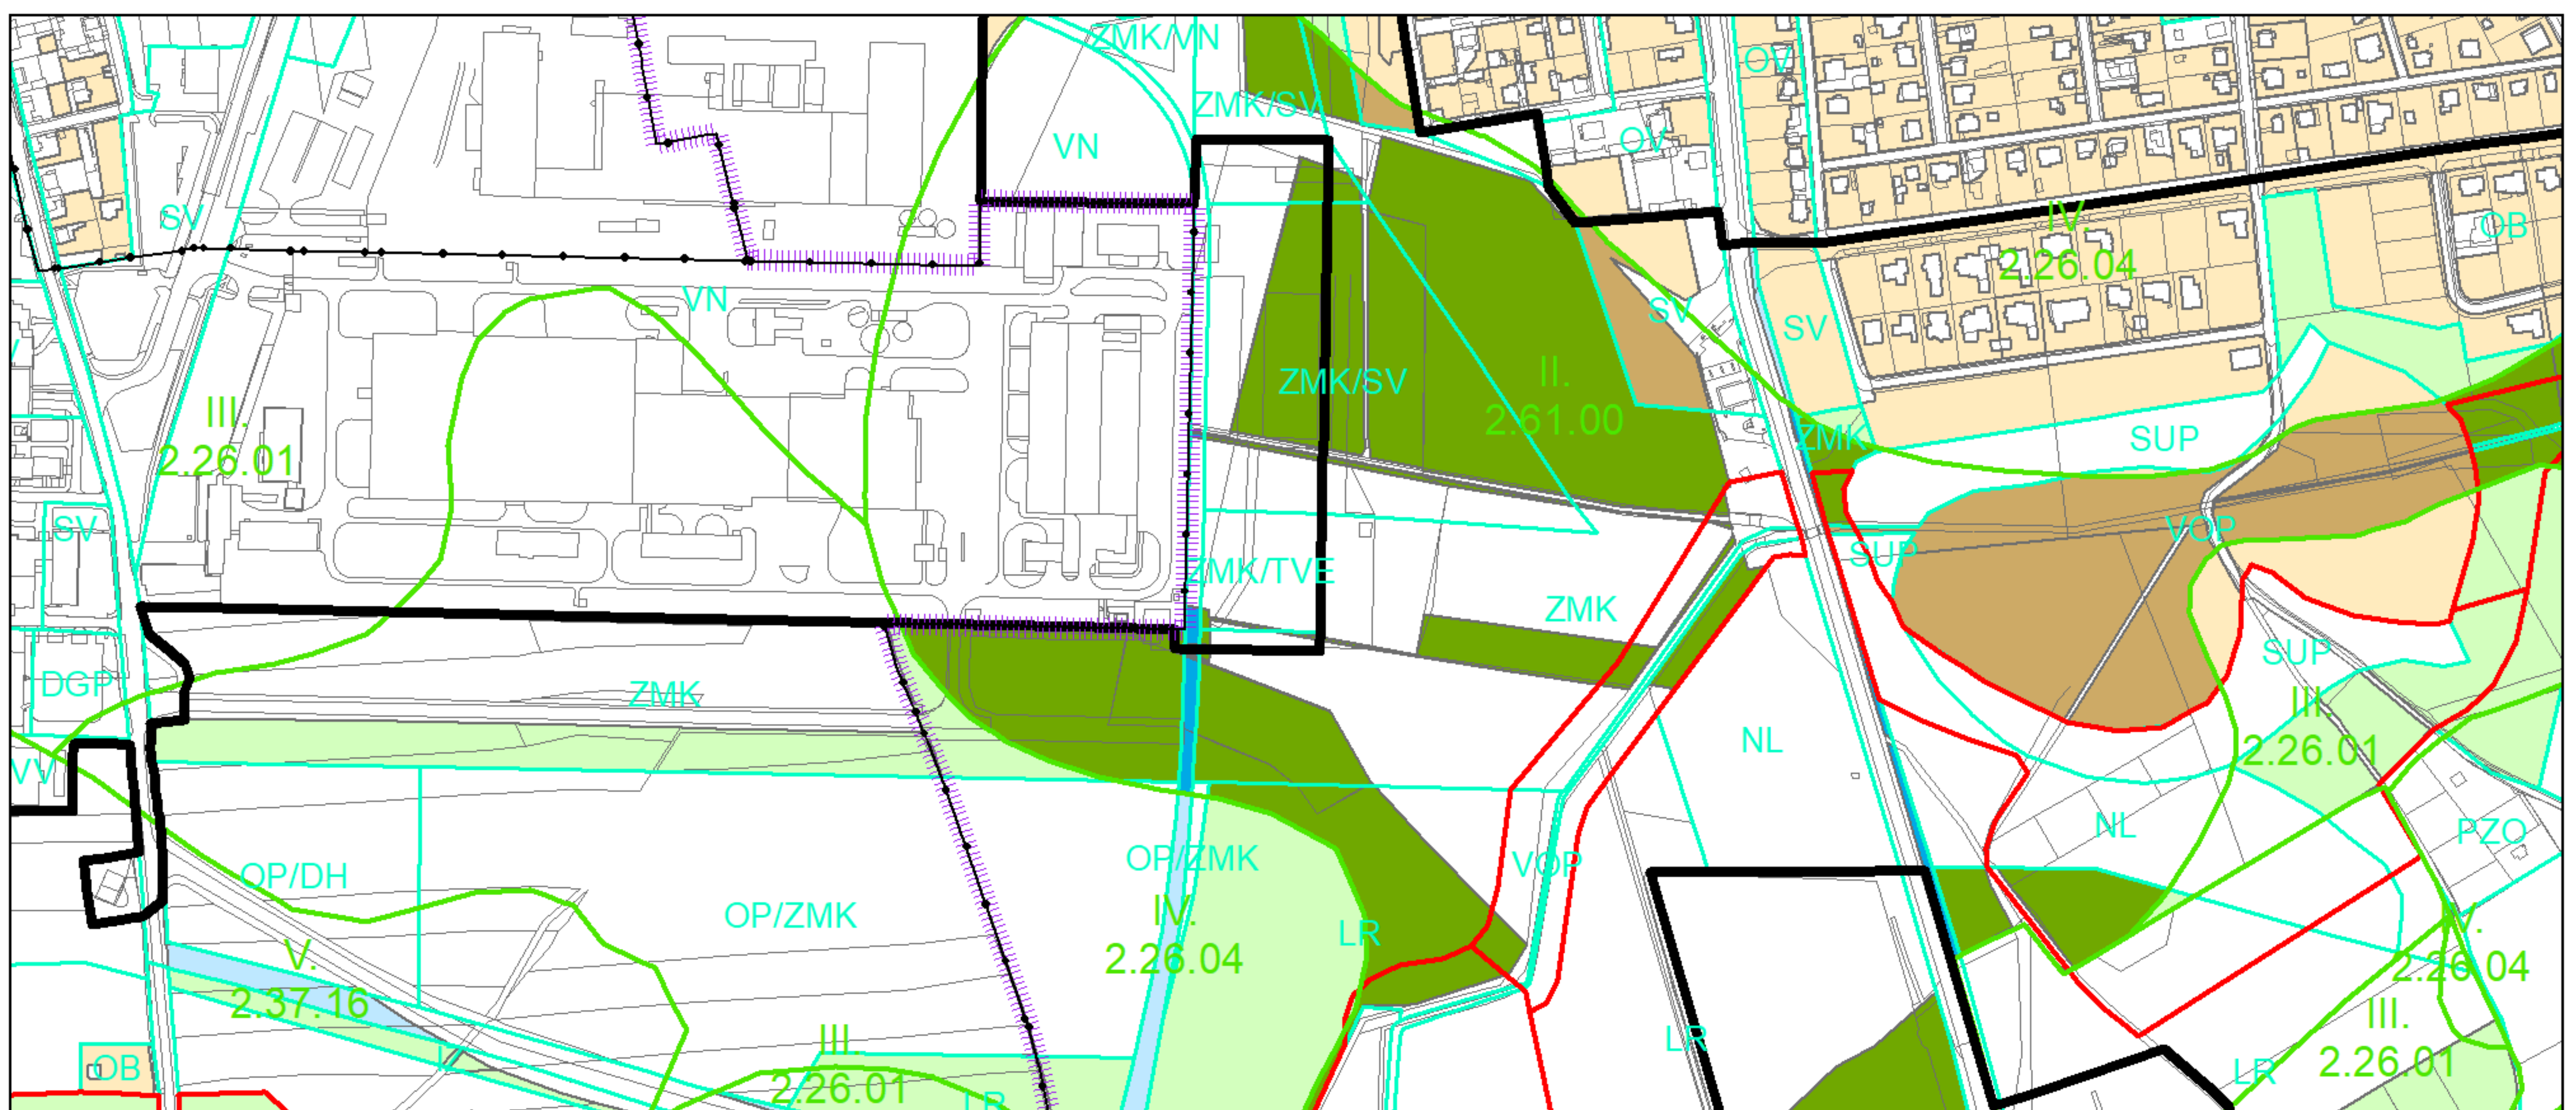 ZMK/VN
OV
ZMK/SV
VN
OV
SV
IV.
2.26.04
OB
VN
SV
SV
ZMK/SV
II.
2.61.00
III.
2.26.01
ZMK
SUP
SV
VOP
SUP
ZMK/TVE
ZMK
SUP
DGP
ZMK
III.
2.26.01
NL
VV
NL
PZO
OP/DH
OP/ZMK
VOP
OP/ZMK
IV.
2.26.04
LR
V.
2.37.16
IV.
2.26.04
III.
2.26.01
LR
III.
2.26.01
OB
LR
LR